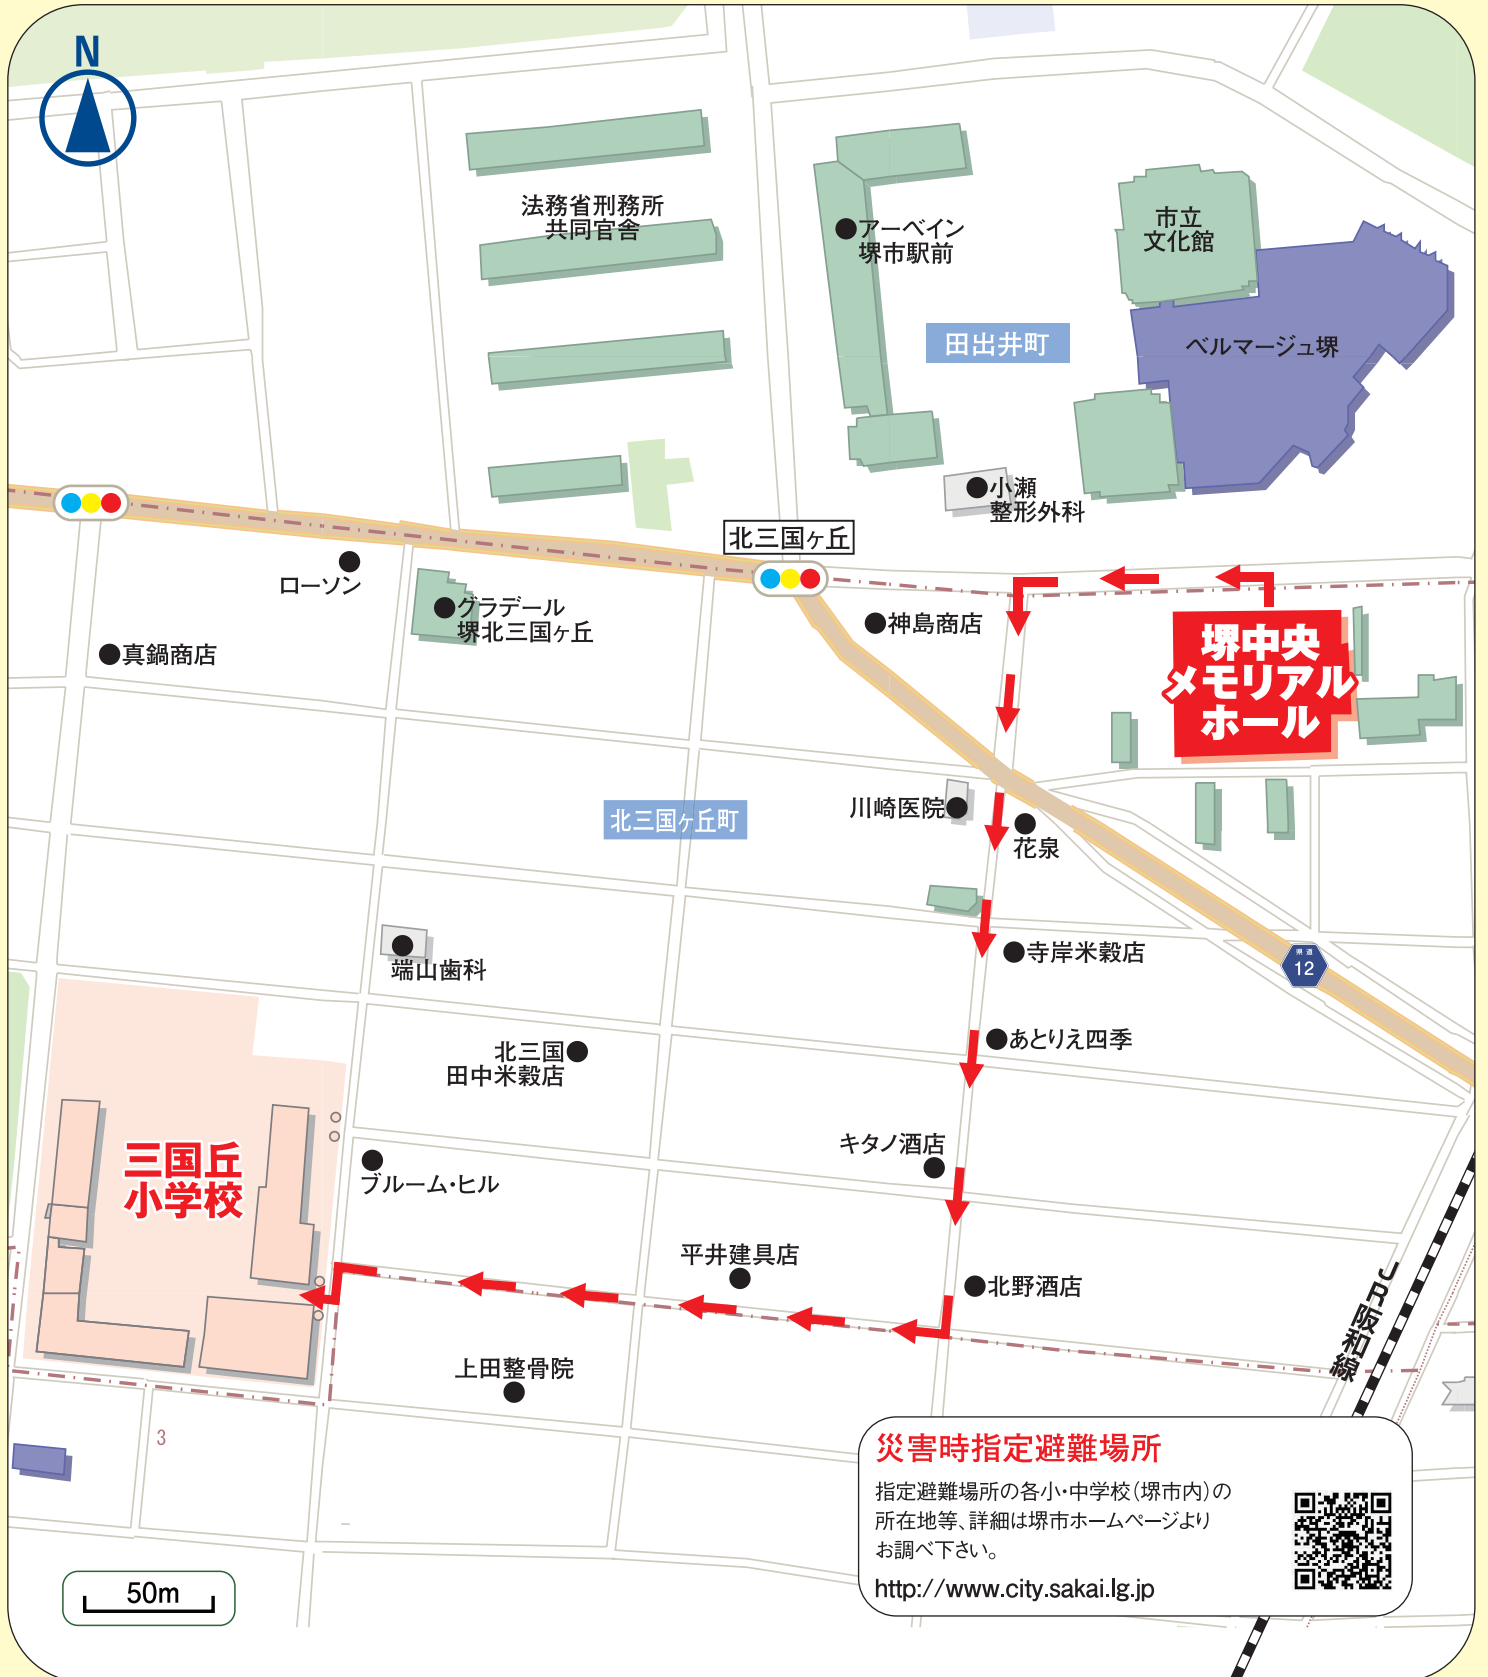 N
法務省刑務所
共同官舎
アーベイン
堺市駅前
市立
文化館
田出井町
ベルマージュ堺
小瀬
整形外科
北三国ヶ丘
ローソン
グラデール
堺北三国ヶ丘
神島商店
真鍋商店
堺中央
メモリアル
ホール
川崎医院
北三国ヶ丘町
花泉
寺岸米穀店
県道
12
端山歯科
あとりえ四季
北三国
田中米穀店
キタノ酒店
三国丘
小学校
ブルーム・ヒル
平井建具店
北野酒店
JR阪和線
上田整骨院
3
災害時指定避難場所
指定避難場所の各小・中学校(堺市内)の
所在地等、詳細は堺市ホームページより
お調べ下さい。
http://www.city.sakai.lg.jp
50m